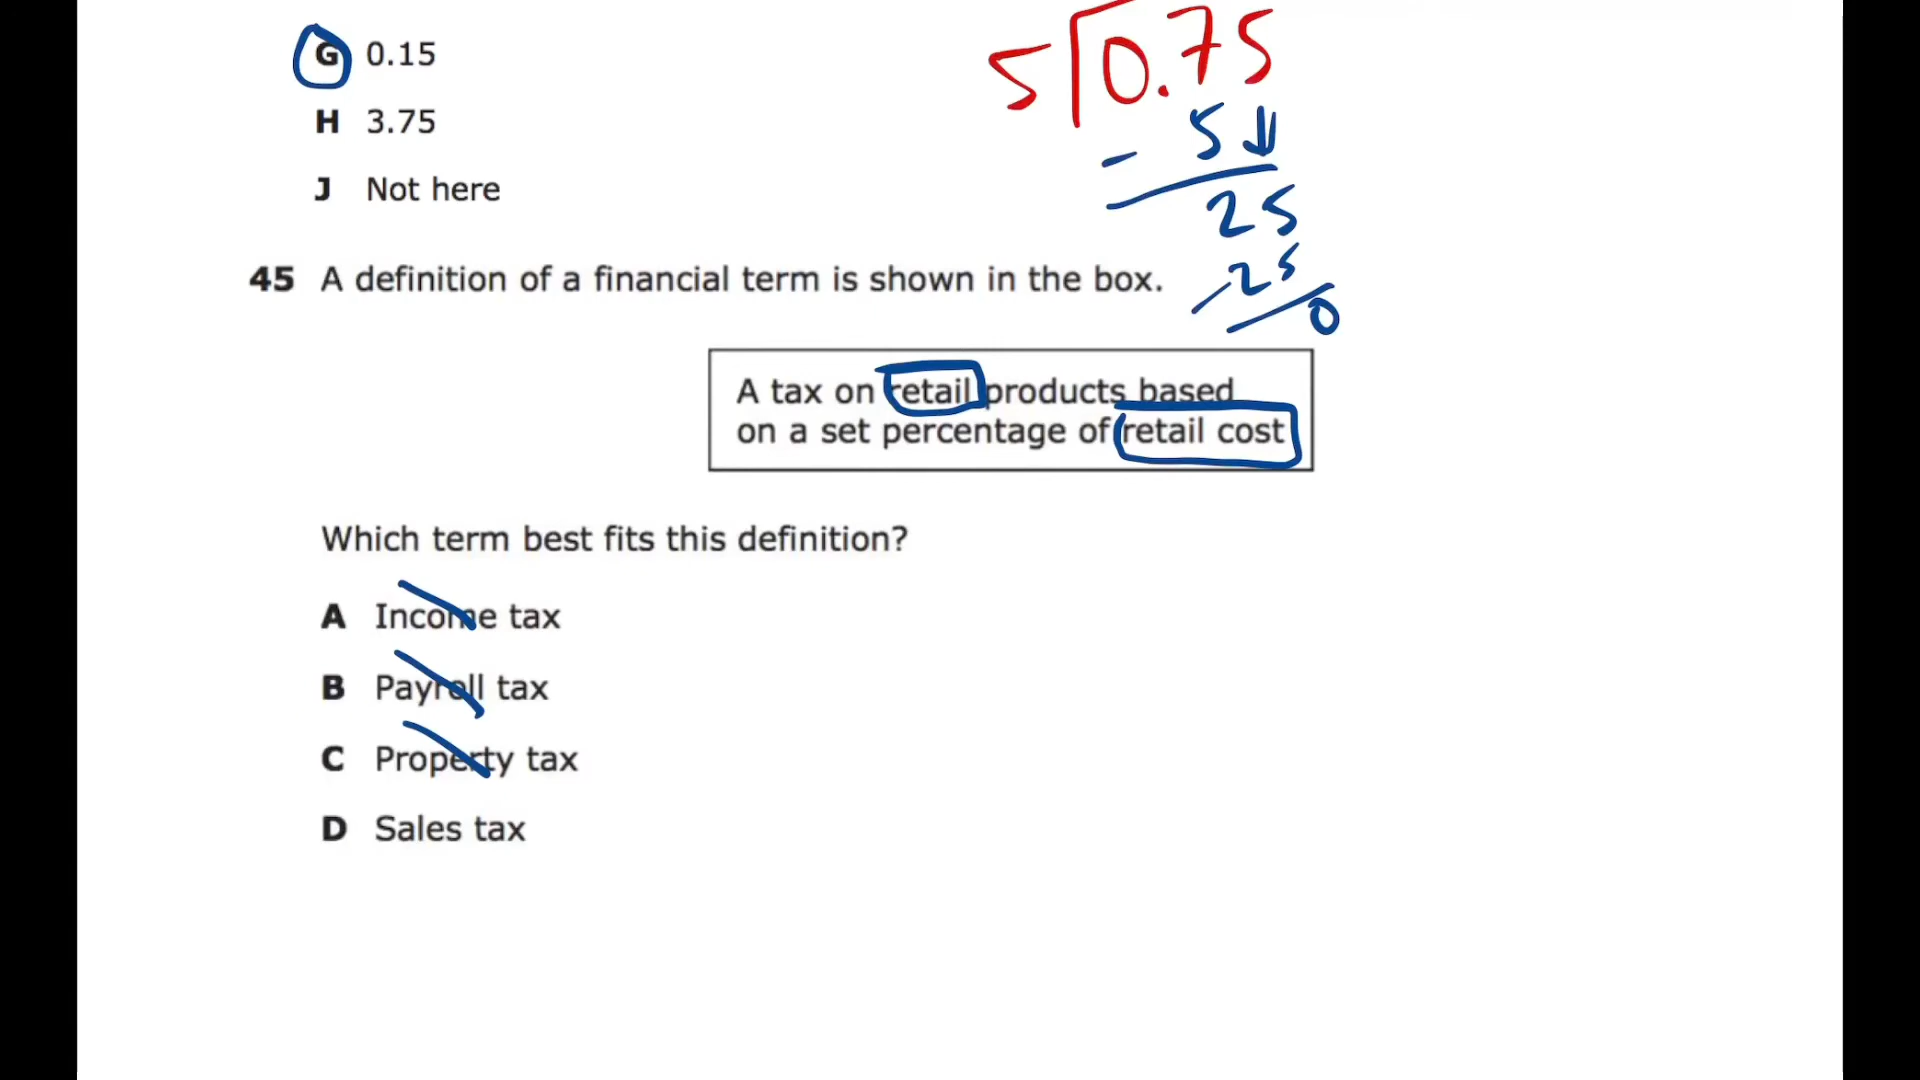 G 0.15
5 0.75
H 3.75
- 5 ↓
J Not here
25
45 A definition of a financial term is shown in the box.
- 25
0
A tax on retail products based
on a set percentage of retail cost
Which term best fits this definition?
A Income tax
B Payroll tax
C Property tax
D Sales tax